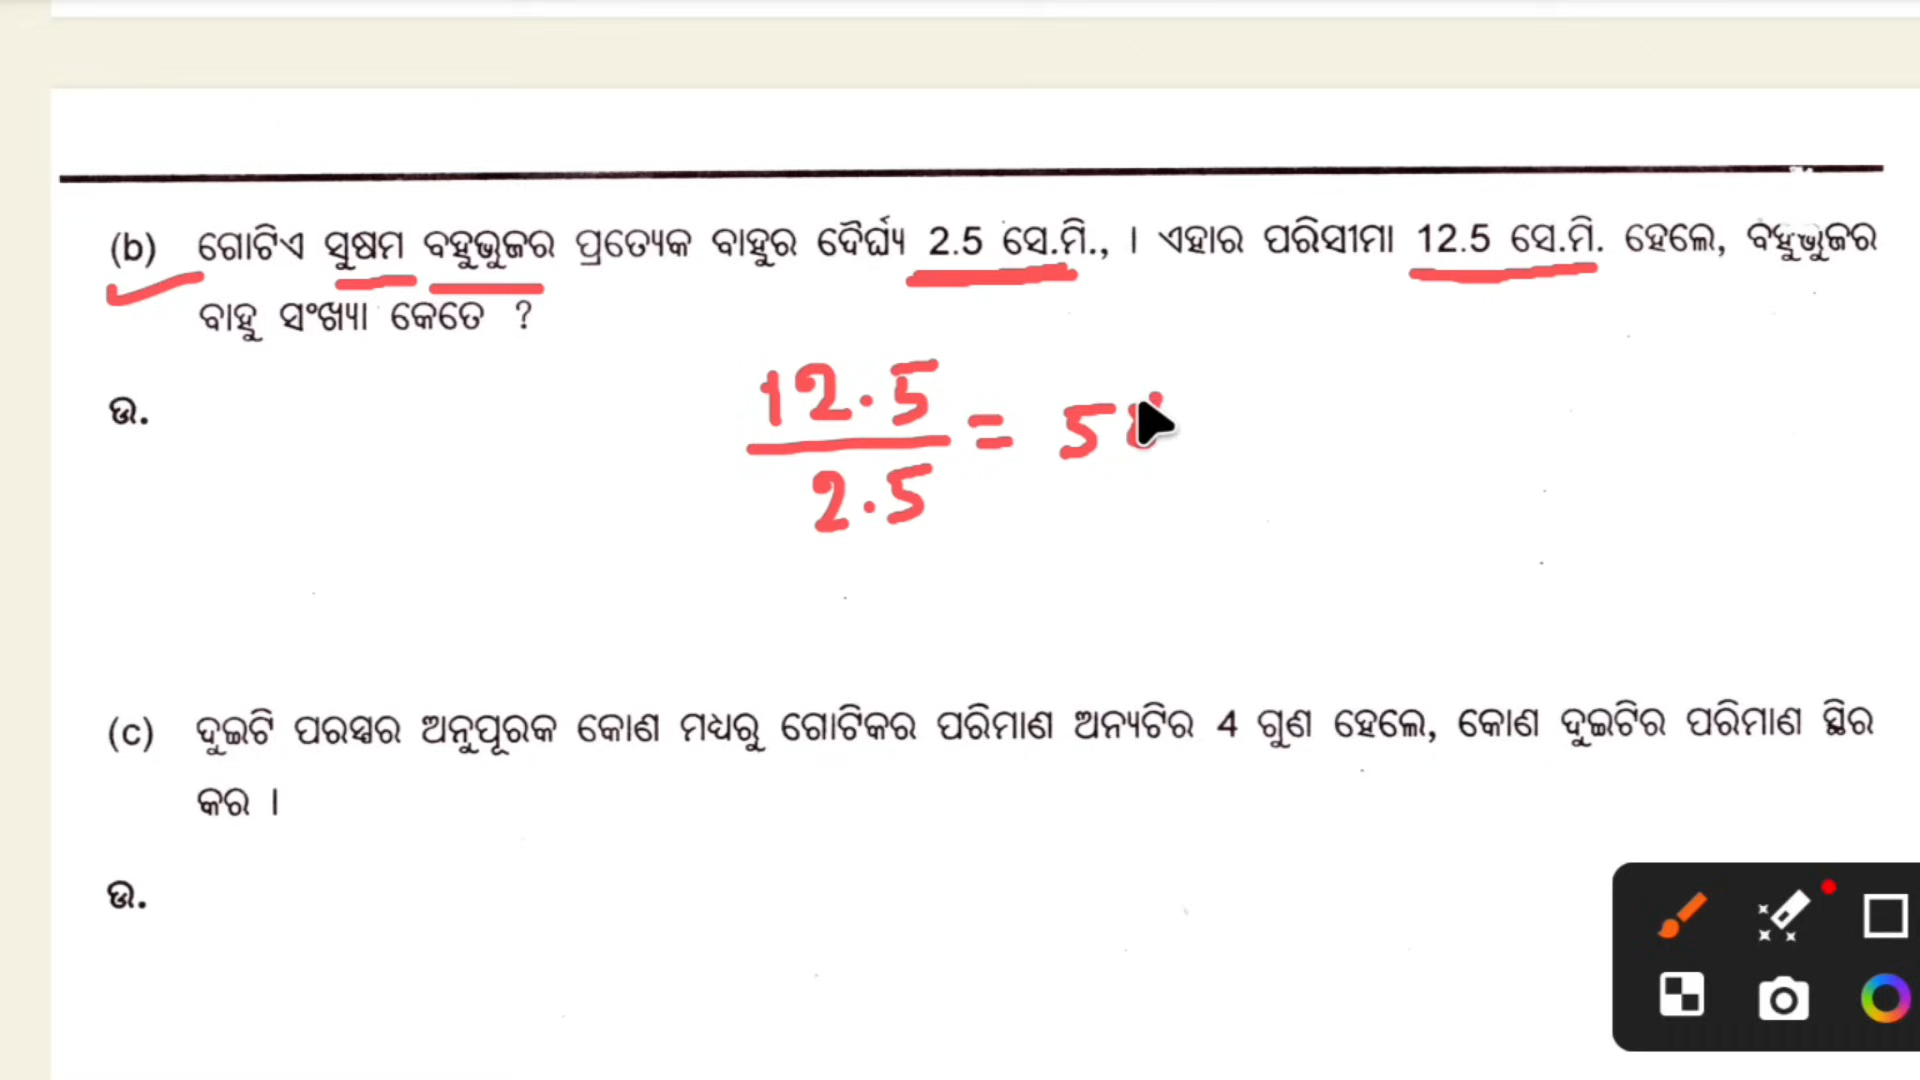 (b) ଗୋଟିଏ ସୁଷମ ବହୁଭୁଜର ପ୍ରତ୍ୟେକ ବାହୁର ଦୈର୍ଘ୍ୟ 2.5 ସେ.ମି., । ଏହାର ପରିସୀମା 12.5 ସେ.ମି. ହେଲେ, ବହୁଭୁଜର
ବାହୁ ସଂଖ୍ୟା କେତେ ?
ଉ.
12.5
2.5
= 5
(c) ଦୁଇଟି ପରସ୍ପର ଅନୁପୂରକ କୋଣ ମଧ୍ୟରୁ ଗୋଟିକର ପରିମାଣ ଅନ୍ୟଟିର 4 ଗୁଣ ହେଲେ, କୋଣ ଦୁଇଟିର ପରିମାଣ ସ୍ଥିର
କର ।
ଉ.